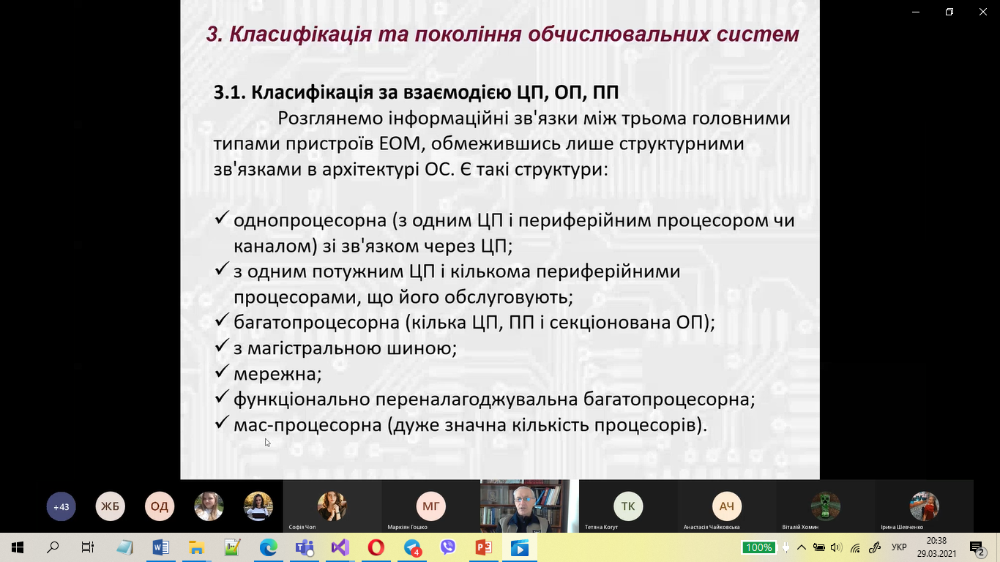 3. Класифікація та покоління обчислювальних систем
3.1. Класифікація за взаємодією ЦП, ОП, ПП
Розглянемо інформаційні зв'язки між трьома головними
типами пристроїв ЕОМ, обмежившись лише структурними
зв'язками в архітектурі ОС. Є такі структури:
✓ однопроцесорна (з одним ЦП і периферійним процесором чи
каналом) зі зв'язком через ЦП;
✓ з одним потужним ЦП і кількома периферійними
процесорами, що його обслуговують;
✓ багатопроцесорна (кілька ЦП, ПП і секціонована ОП);
✓ з магістральною шиною;
✓ мережна;
✓ функціонально переналагоджувальна багатопроцесорна;
✓ мас-процесорна (дуже значна кількість процесорів).
+43
ЖБ
ОД
Софія Чоп
МГ
Маркіян Гошко
ТК
Тетяна Когут
АЧ
Анастасія Чайковська
Віталій Хомин
Ірина Шевченко
4
100%
УКР
20:38
29.03.2021
2